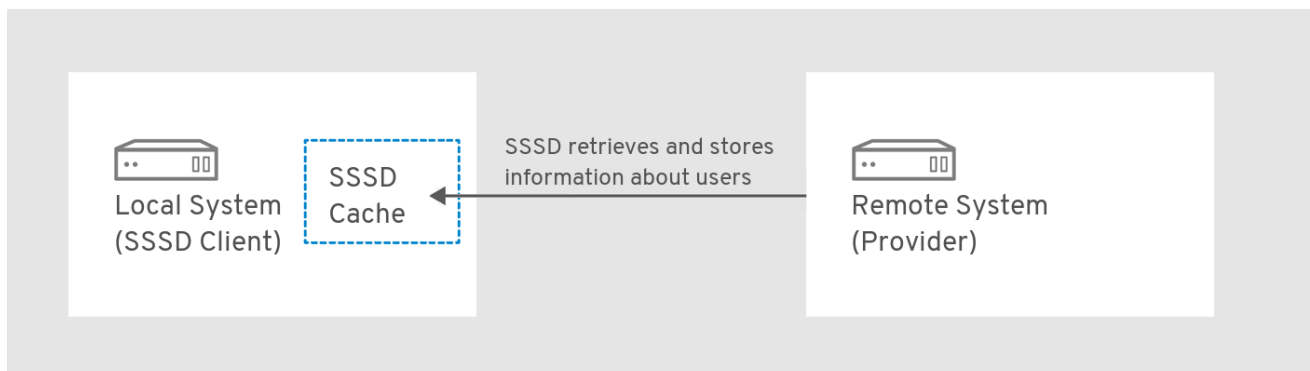 Local System
(SSSD Client)
SSSD
Cache
SSSD retrieves and stores
information about users
Remote System
(Provider)